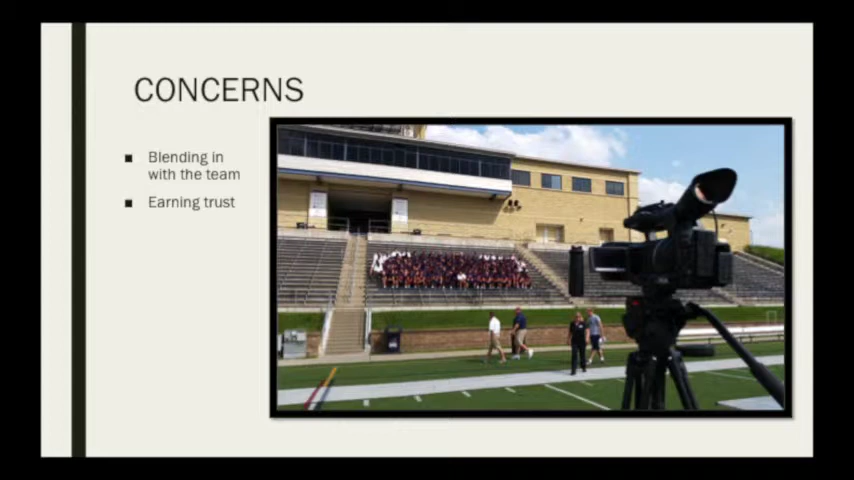 CONCERNS
Blending in
with the team
Earning trust